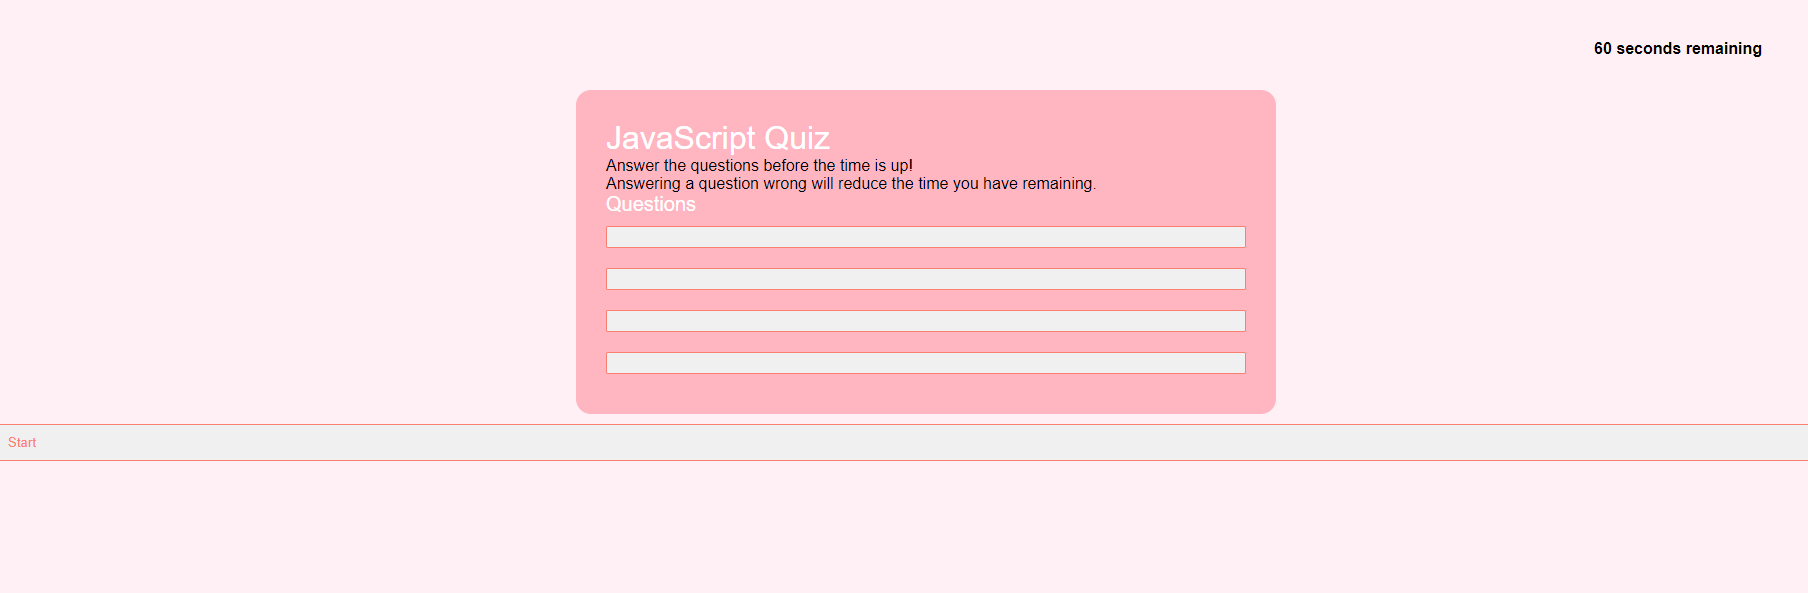 60 seconds remaining
JavaScript Quiz
Answer the questions before the time is up!
Answering a question wrong will reduce the time you have remaining.
Questions
Start